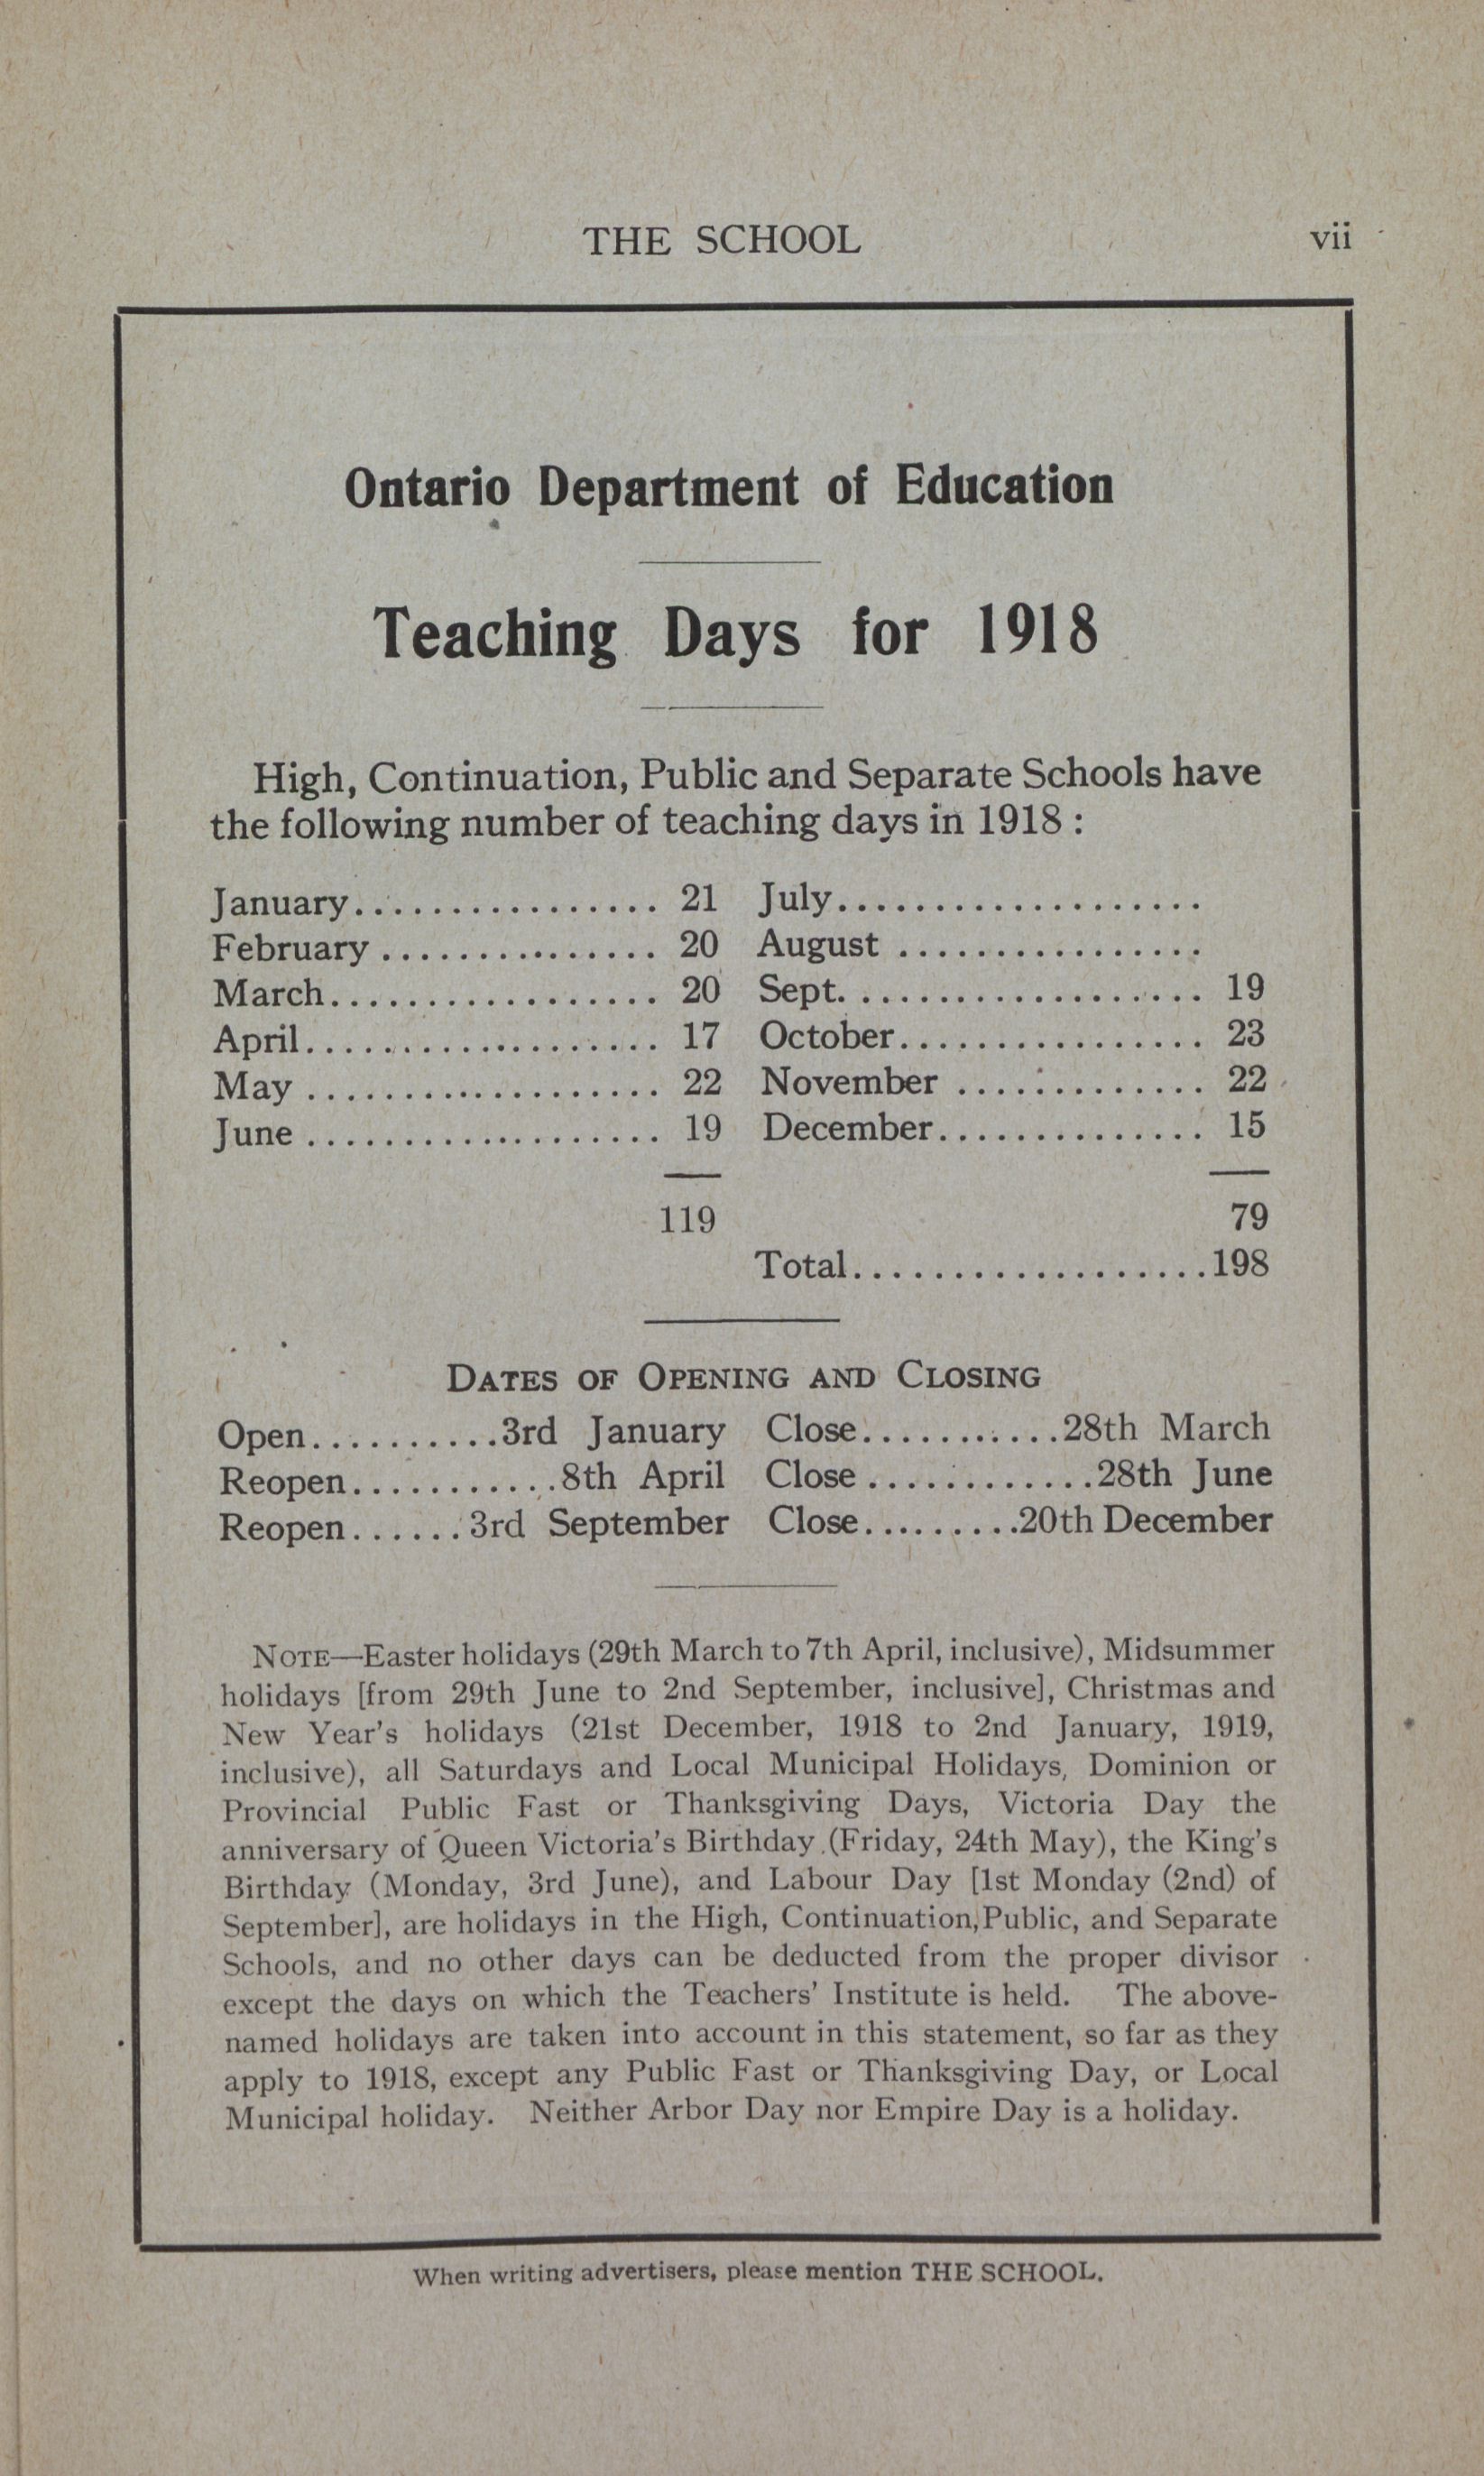 THE SCHOOL vii
Ontario Department of Education
Teaching Days for 1918
High, Continuation, Public and Separate Schools have
the following number of teaching days in 1918 :
January................ 21 July...................
February ............... 20 August ................
March................. 20 Sept. .................. 19
April................... 17 October................ 23
May ................... 22 November ............. 22
June ................... 19 December.............. 15
119 79
Total...................198
DATES OF OPENING AND CLOSING
Open..........3rd January Close...........28th March
Reopen...........8th April Close ............28th June
Reopen......3rd September Close.........20th December
NOTE—Easter holidays (29th March to 7th April, inclusive), Midsummer
holidays [from 29th June to 2nd September, inclusive], Christmas and
New Year's holidays (21st December, 1918 to 2nd January, 1919,
inclusive), all Saturdays and Local Municipal Holidays, Dominion or
Provincial Public Fast or Thanksgiving Days, Victoria Day the
anniversary of Queen Victoria's Birthday (Friday, 24th May), the King's
Birthday (Monday, 3rd June), and Labour Day [1st Monday (2nd) of
September], are holidays in the High, Continuation, Public, and Separate
Schools, and no other days can be deducted from the proper divisor
except the days on which the Teachers' Institute is held. The above-
named holidays are taken into account in this statement, so far as they
apply to 1918, except any Public Fast or Thanksgiving Day, or Local
Municipal holiday. Neither Arbor Day nor Empire Day is a holiday.
When writing advertisers, please mention THE SCHOOL.